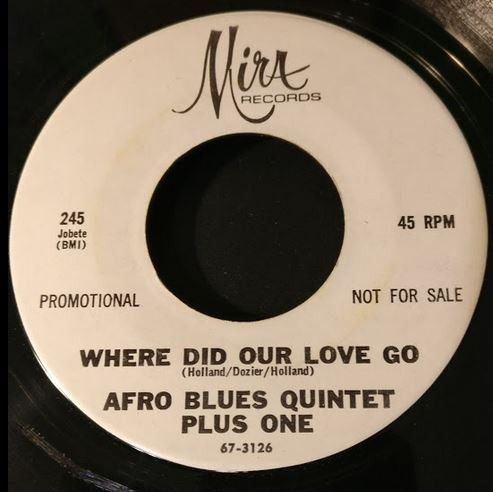 Mira
RECORDS
245
Jobete
(BMI)
45 RPM
PROMOTIONAL
NOT FOR SALE
WHERE DID OUR LOVE GO
(Holland/Dozier/Holland)
AFRO BLUES QUINTET
PLUS ONE
67-3126